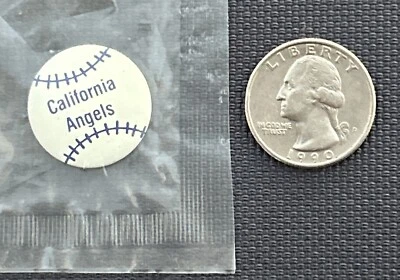 California
Angels
LIBERTY
IN GOD WE
TRUST
1990